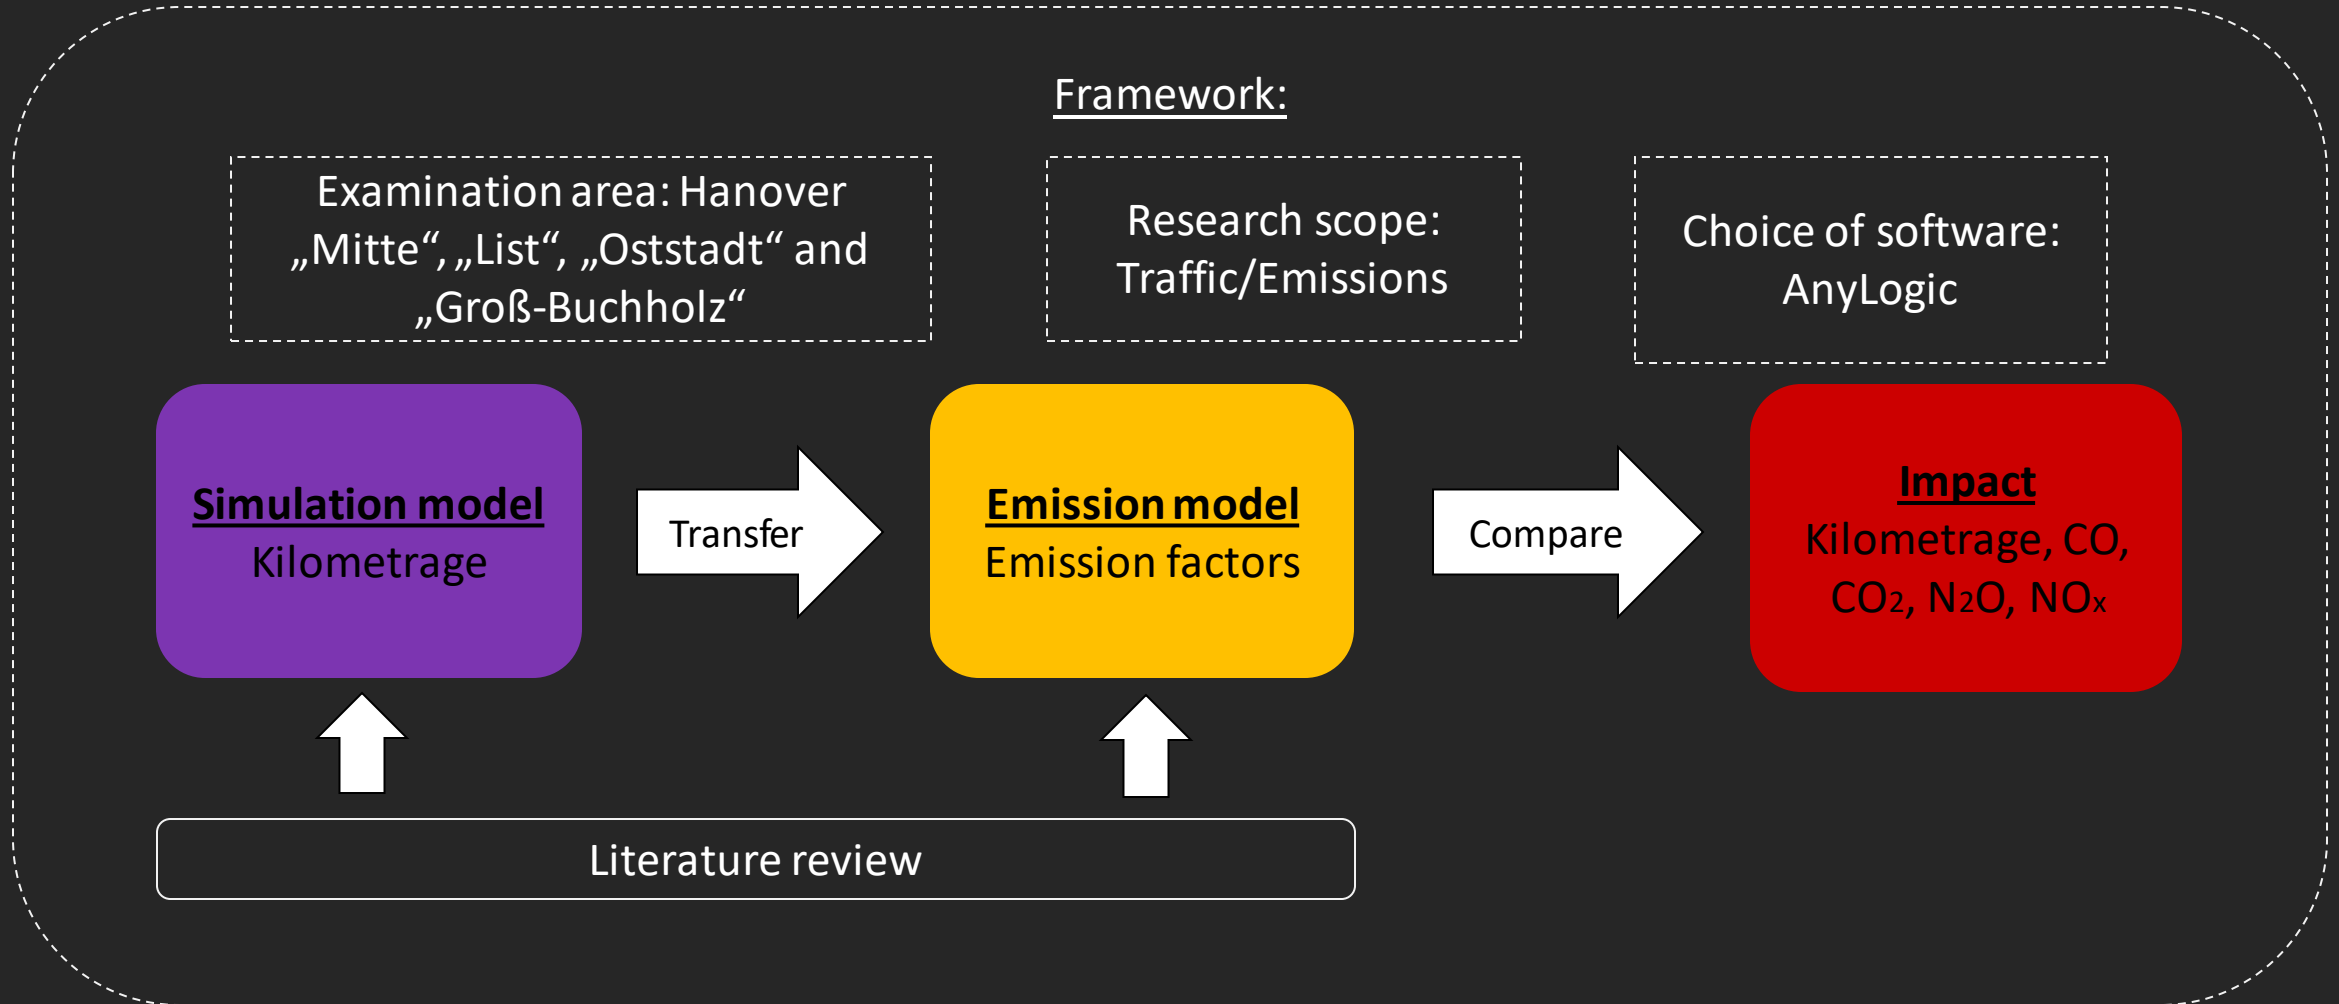 Framework:
Examination area: Hanover
„Mitte“, „List“, „Oststadt“ and
„Groß-Buchholz“
Research scope:
Traffic/Emissions
Choice of software:
AnyLogic
Simulation model
Kilometrage
Transfer
Emission model
Emission factors
Compare
Impact
Kilometrage, CO,
CO₂, N₂O, NOₓ
Literature review